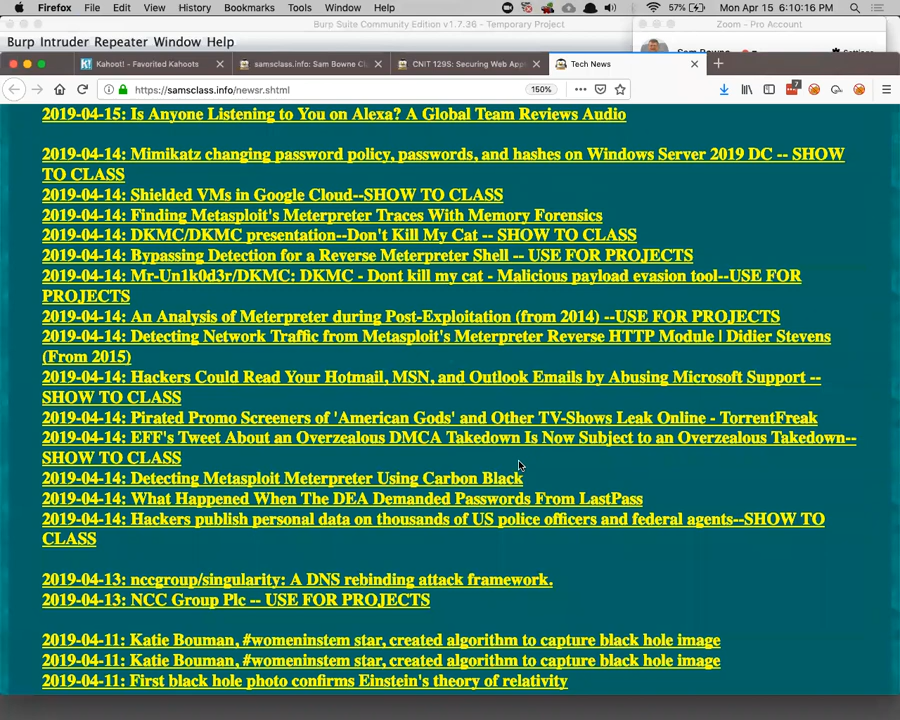 Firefox File Edit View History Bookmarks Tools Window Help 57% Mon Apr 15 6:10:16 PM
Burp Suite Community Edition v1.7.36 - Temporary Project
Zoom - Pro Account
Burp Intruder Repeater Window Help
Kahoot! - Favorited Kahoots
samsclass.info: Sam Bowne Cl
CNIT 129S: Securing Web App
Tech News
https://samsclass.info/newsr.shtml
150%
2019-04-15: Is Anyone Listening to You on Alexa? A Global Team Reviews Audio
2019-04-14: Mimikatz changing password policy, passwords, and hashes on Windows Server 2019 DC -- SHOW
TO CLASS
2019-04-14: Shielded VMs in Google Cloud--SHOW TO CLASS
2019-04-14: Finding Metasploit's Meterpreter Traces With Memory Forensics
2019-04-14: DKMC/DKMC presentation--Don't Kill My Cat -- SHOW TO CLASS
2019-04-14: Bypassing Detection for a Reverse Meterpreter Shell -- USE FOR PROJECTS
2019-04-14: Mr-Un1k0d3r/DKMC: DKMC - Dont kill my cat - Malicious payload evasion tool--USE FOR
PROJECTS
2019-04-14: An Analysis of Meterpreter during Post-Exploitation (from 2014) --USE FOR PROJECTS
2019-04-14: Detecting Network Traffic from Metasploit's Meterpreter Reverse HTTP Module | Didier Stevens
(From 2015)
2019-04-14: Hackers Could Read Your Hotmail, MSN, and Outlook Emails by Abusing Microsoft Support --
SHOW TO CLASS
2019-04-14: Pirated Promo Screeners of 'American Gods' and Other TV-Shows Leak Online - TorrentFreak
2019-04-14: EFF's Tweet About an Overzealous DMCA Takedown Is Now Subject to an Overzealous Takedown--
SHOW TO CLASS
2019-04-14: Detecting Metasploit Meterpreter Using Carbon Black
2019-04-14: What Happened When The DEA Demanded Passwords From LastPass
2019-04-14: Hackers publish personal data on thousands of US police officers and federal agents--SHOW TO
CLASS
2019-04-13: nccgroup/singularity: A DNS rebinding attack framework.
2019-04-13: NCC Group Plc -- USE FOR PROJECTS
2019-04-11: Katie Bouman, #womeninstem star, created algorithm to capture black hole image
2019-04-11: Katie Bouman, #womeninstem star, created algorithm to capture black hole image
2019-04-11: First black hole photo confirms Einstein's theory of relativity